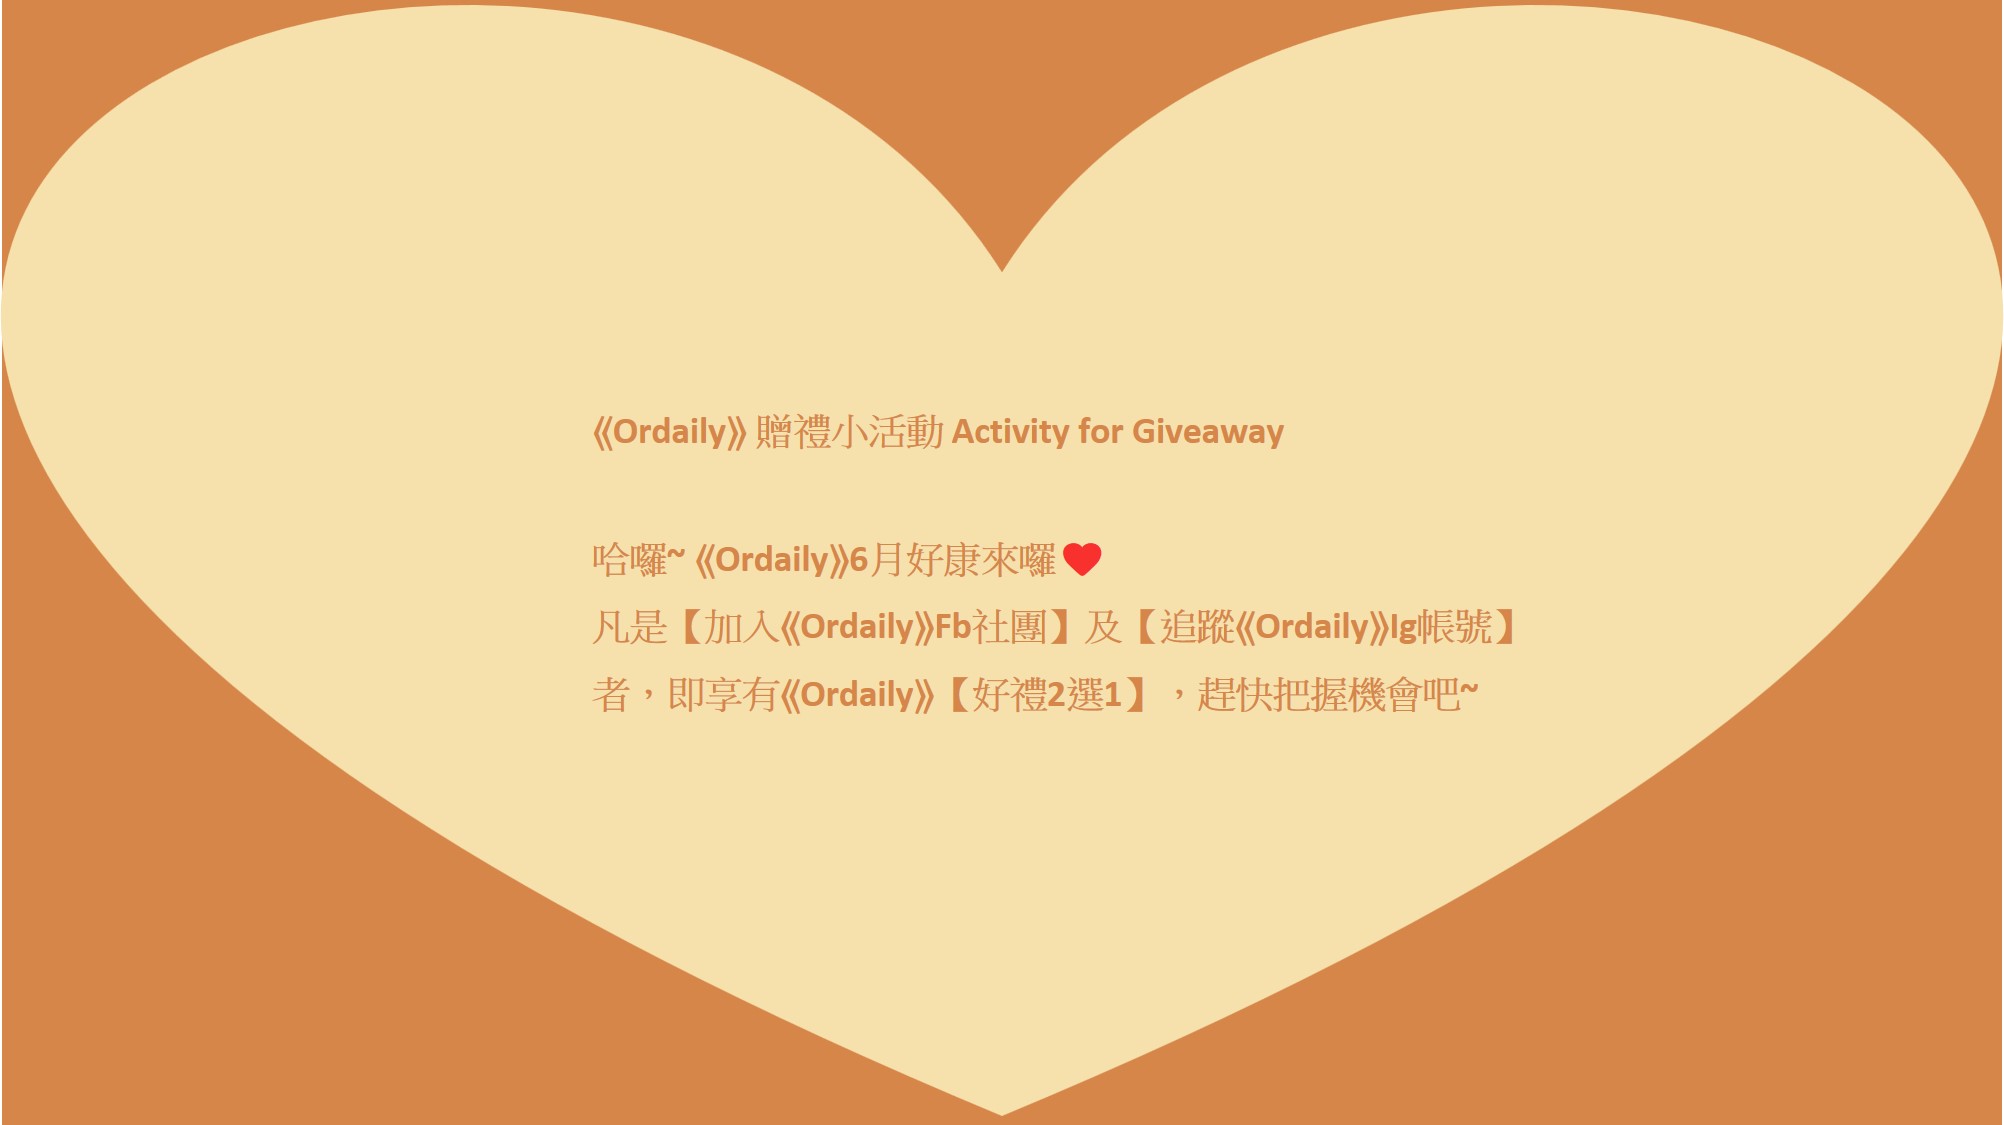 《Ordaily》 贈禮小活動 Activity for Giveaway
哈囉~ 《Ordaily》6月好康來囉❤
凡是【加入《Ordaily》Fb社團】及【追蹤《Ordaily》Ig帳號】
者，即享有《Ordaily》【好禮2選1】，趕快把握機會吧~